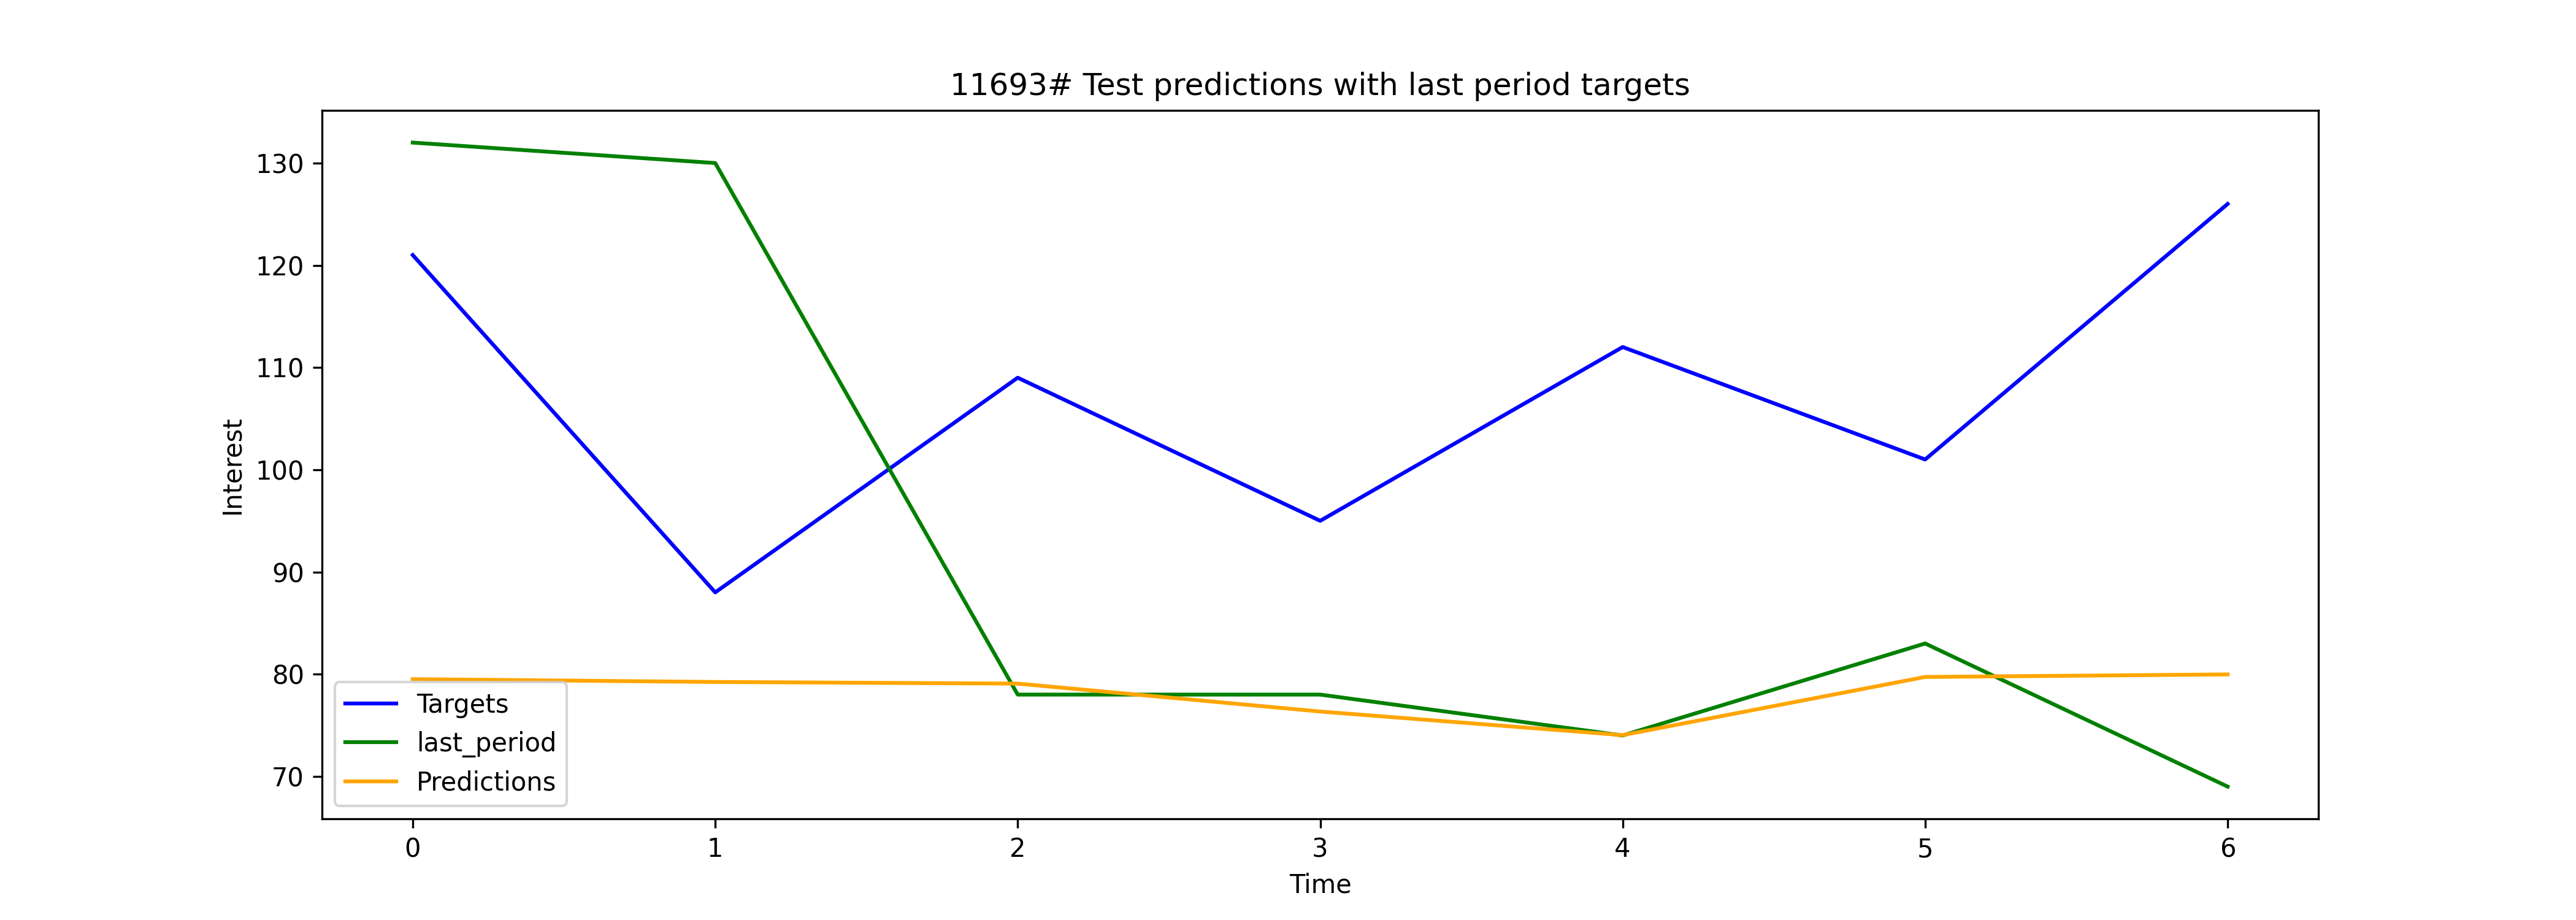 11693# Test predictions with last period targets
130
120
110
100
90
80
70
Interest
Targets
last_period
Predictions
0 1 2 3 4 5 6
Time